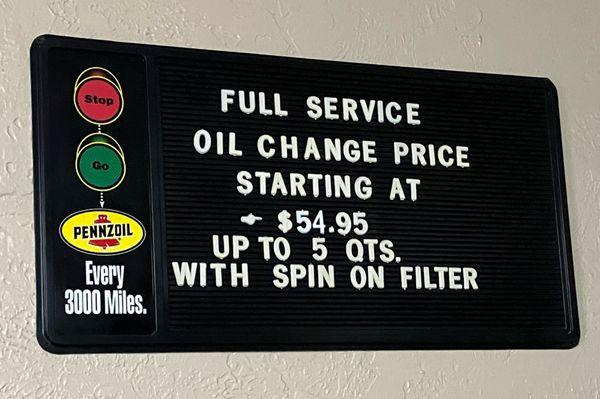 Stop
Go
PENNZOIL
Every
3000 Miles.
FULL SERVICE
OIL CHANGE PRICE
STARTING AT
$54.95
UP TO 5 QTS.
WITH SPIN ON FILTER